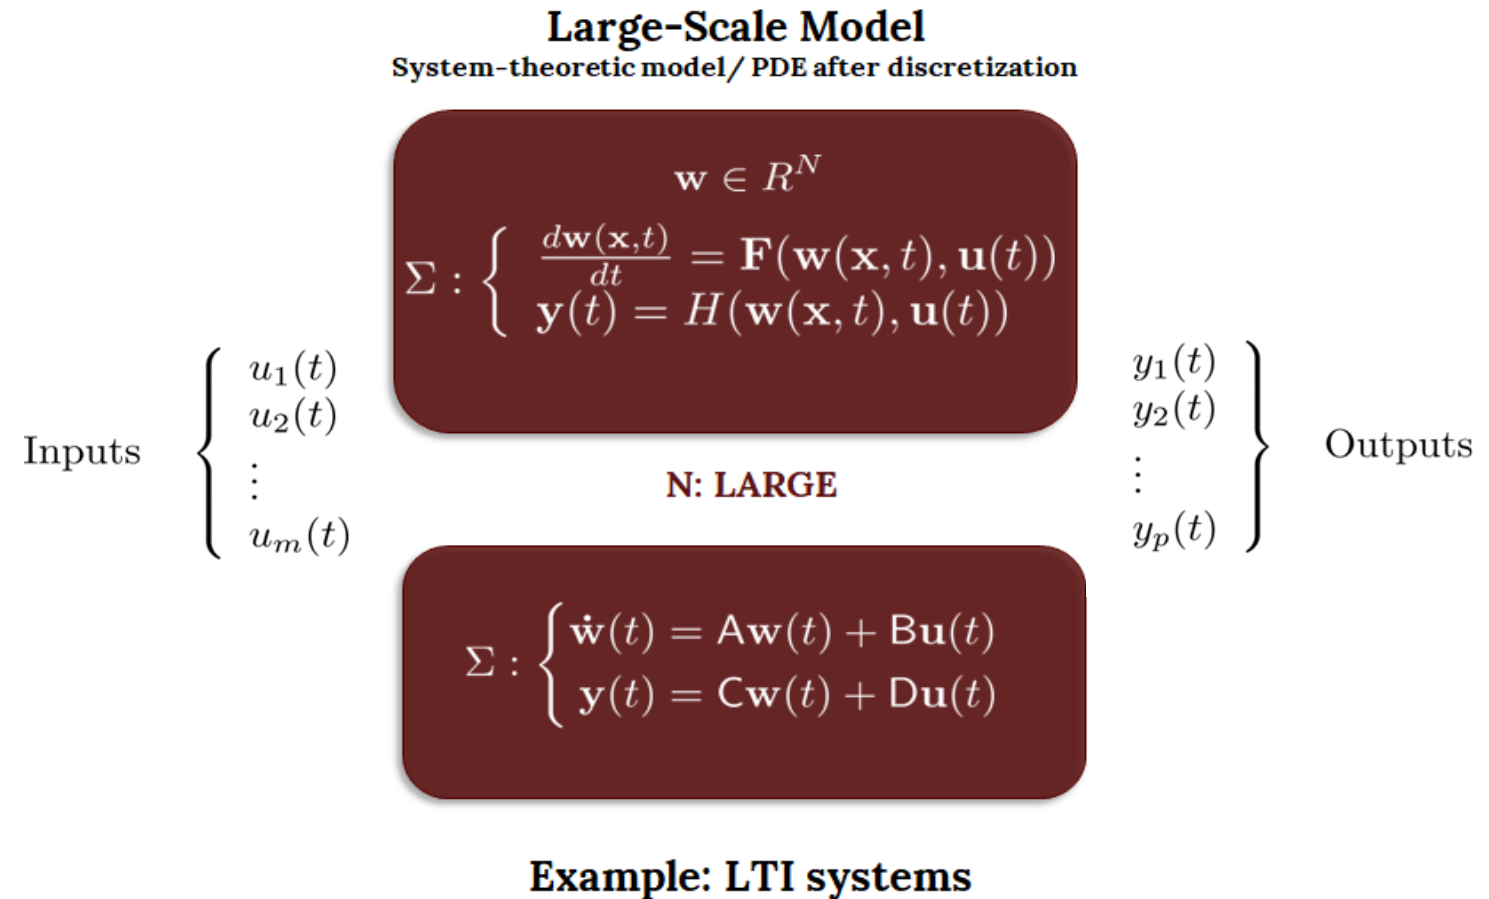 Large-Scale Model
System-theoretic model/ PDE after discretization
w ∈ R^N
Σ : { dw(x,t)/dt = F(w(x, t), u(t))
y(t) = H(w(x, t), u(t))
Inputs { u₁(t)
u₂(t)
⋮
uₘ(t)
y₁(t)
y₂(t)
⋮
yₚ(t) } Outputs
N: LARGE
Σ : { ẇ(t) = Aw(t) + Bu(t)
y(t) = Cw(t) + Du(t)
Example: LTI systems